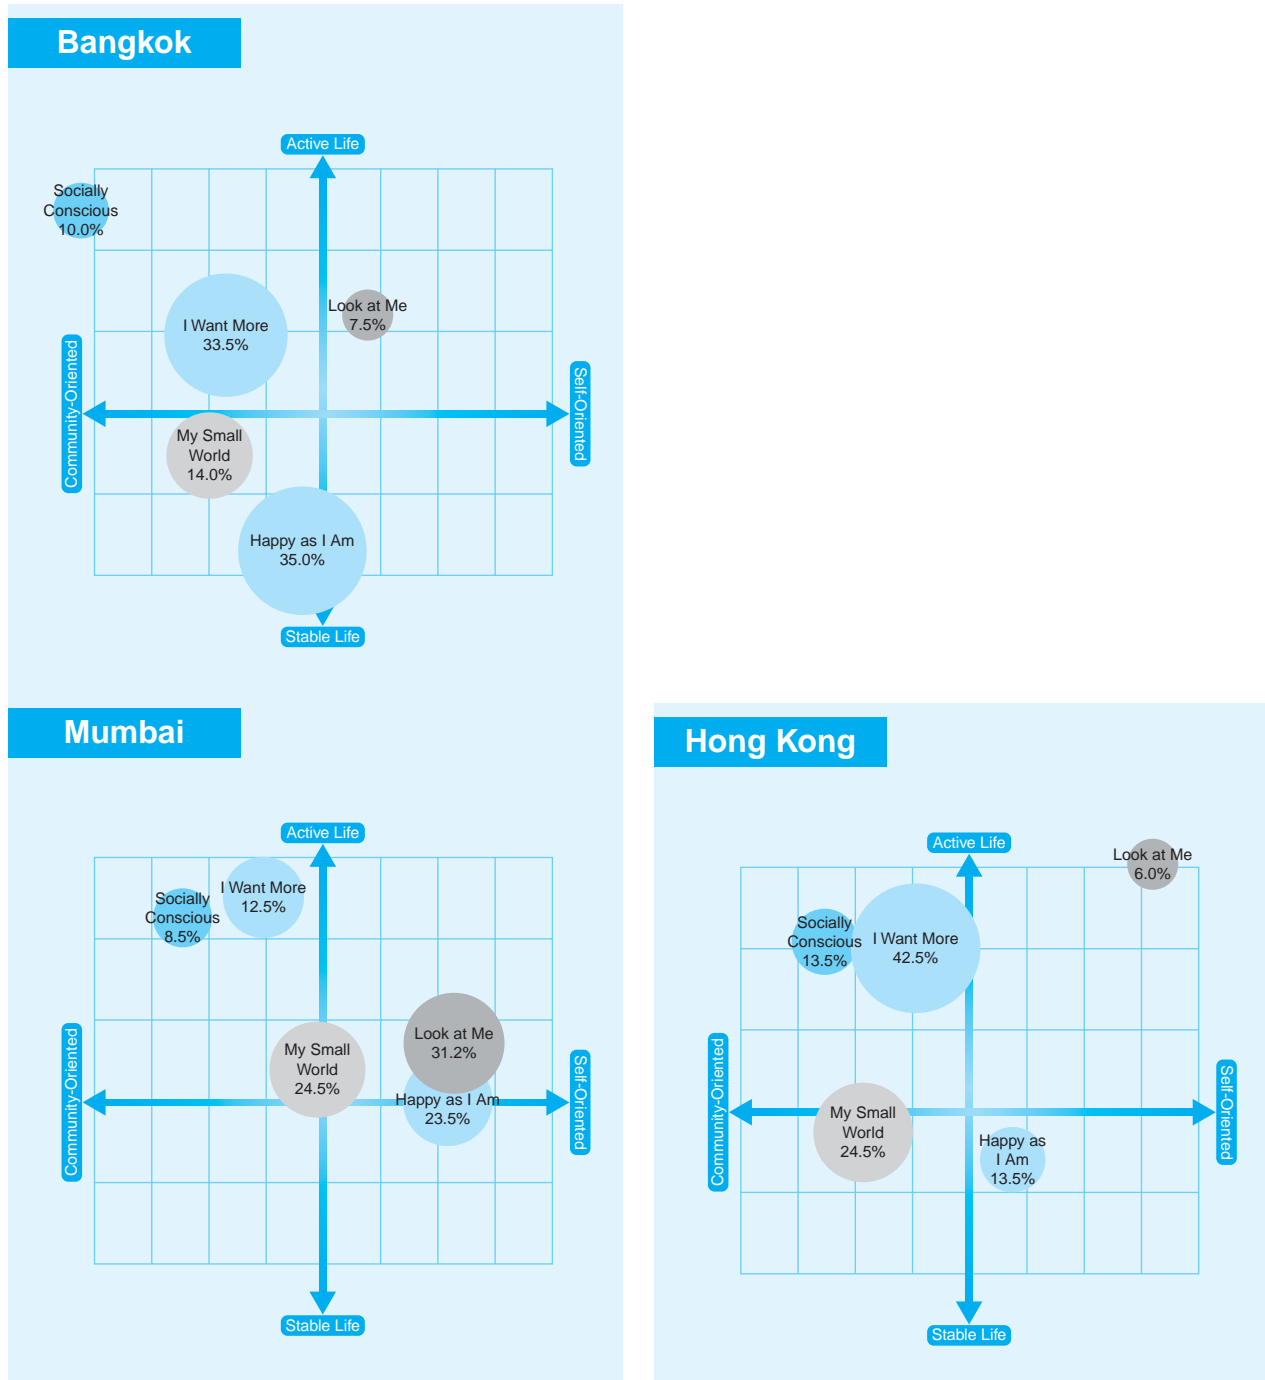 Bangkok
Active Life
Socially
Conscious
10.0%
Look at Me
7.5%
I Want More
33.5%
Community-Oriented
Self-Oriented
My Small
World
14.0%
Happy as I Am
35.0%
Stable Life
Mumbai
Active Life
I Want More
12.5%
Socially
Conscious
8.5%
Look at Me
31.2%
My Small
World
24.5%
Happy as I Am
23.5%
Community-Oriented
Self-Oriented
Stable Life
Hong Kong
Active Life
Look at Me
6.0%
Socially
Conscious
13.5%
I Want More
42.5%
Community-Oriented
Self-Oriented
My Small
World
24.5%
Happy as
I Am
13.5%
Stable Life